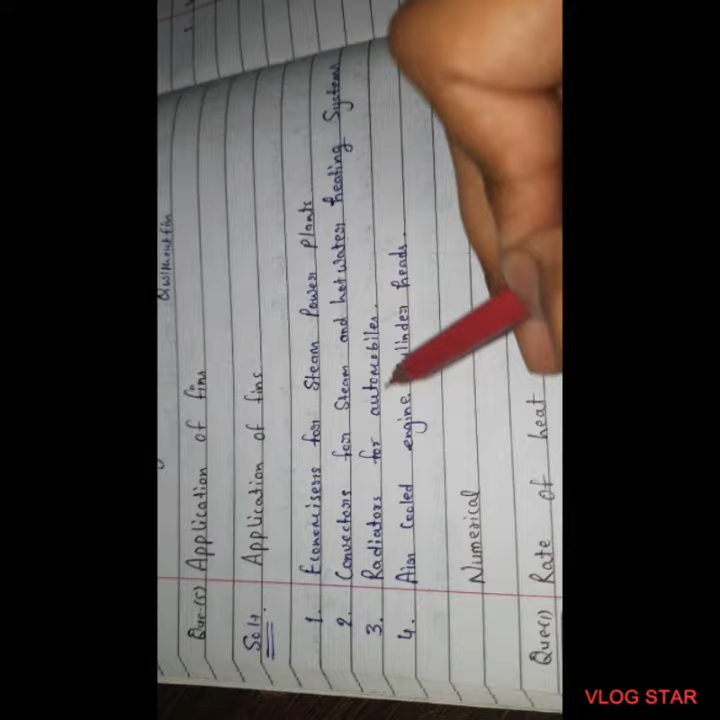 Qwithout fin
Que:(5) Application of fins
Soln. Application of fins
1. Economisers for Steam Power Plants
2. Convectors for Steam and hot water heating Systems
3. Radiators for automobiles.
4. Air Cooled engine cylinder heads.
Numerical
Que(1) Rate of heat
VLOG STAR